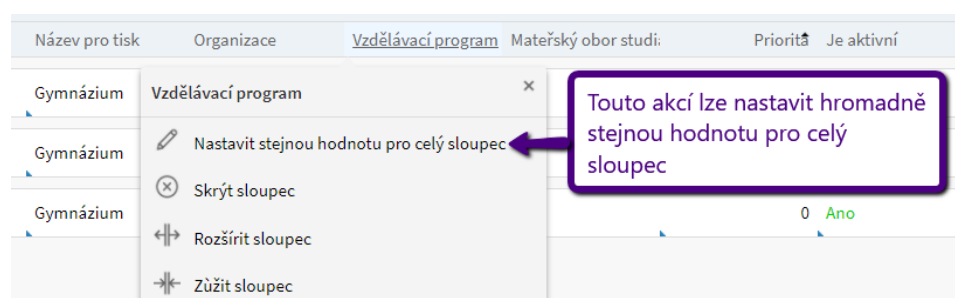 Název pro tisk Organizace Vzdělávací program Mateřský obor studi Priorita Je aktivní
Gymnázium
Vzdělávací program
Touto akcí lze nastavit hromadně
stejnou hodnotu pro celý
sloupec
Gymnázium
Nastavit stejnou hodnotu pro celý sloupec
Skrýt sloupec
Gymnázium
0 Ano
Rozšířit sloupec
Zùžit sloupec